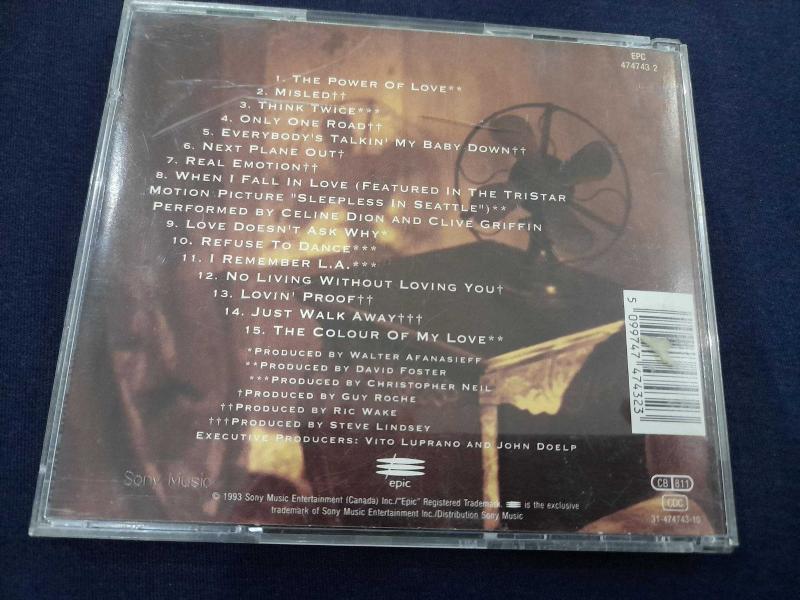 EPC
474743 2
1. The Power Of Love**
2. Misled††
3. Think Twice***
4. Only One Road††
5. Everybody's Talkin' My Baby Down††
6. Next Plane Out†
7. Real Emotion††
8. When I Fall In Love (Featured In The TriStar
Motion Picture "Sleepless In Seattle")**
Performed by Celine Dion and Clive Griffin
9. Love Doesn't Ask Why*
10. Refuse To Dance***
11. I Remember L.A.***
12. No Living Without Loving You†
13. Lovin' Proof††
14. Just Walk Away†††
15. The Colour Of My Love**
*Produced by Walter Afanasieff
**Produced by David Foster
***Produced by Christopher Neil
†Produced by Guy Roche
††Produced by Ric Wake
†††Produced by Steve Lindsey
Executive Producers: Vito Luprano and John Doelp
5 099747 474323
epic
Sony Music
© 1993 Sony Music Entertainment (Canada) Inc./"Epic" Registered Trademark. is the exclusive
trademark of Sony Music Entertainment Inc./Distribution Sony Music
CB 811
CDC
31-474743-10